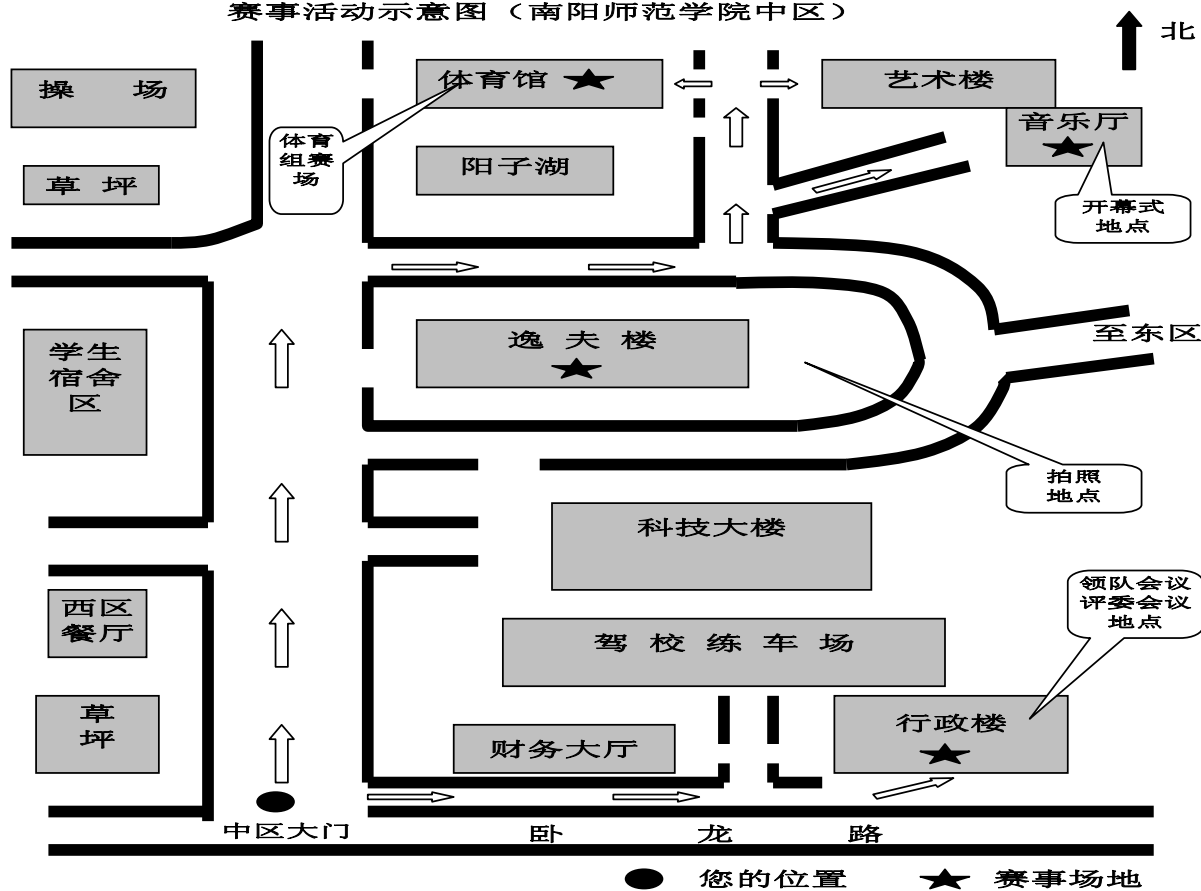 赛事活动示意图（南阳师范学院中区）
北
操 场
体育馆
艺术楼
音乐厅
体育
组赛
场
阳子湖
草 坪
开幕式
地点
至东区
逸 夫 楼
学生
宿舍
区
拍照
地点
科技大楼
领队会议
评委会议
地点
西区
餐厅
驾 校 练 车 场
草
坪
行政楼
财务大厅
中区大门
卧 龙 路
您的位置
赛事场地